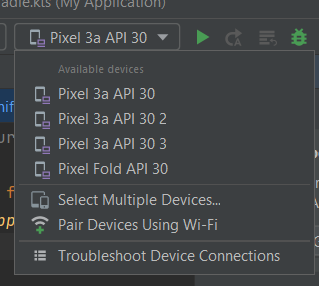 adle.kts (My Application)
Pixel 3a API 30
Available devices
Pixel 3a API 30
Pixel 3a API 30 2
Pixel 3a API 30 3
Pixel Fold API 30
Select Multiple Devices...
Pair Devices Using Wi-Fi
Troubleshoot Device Connections